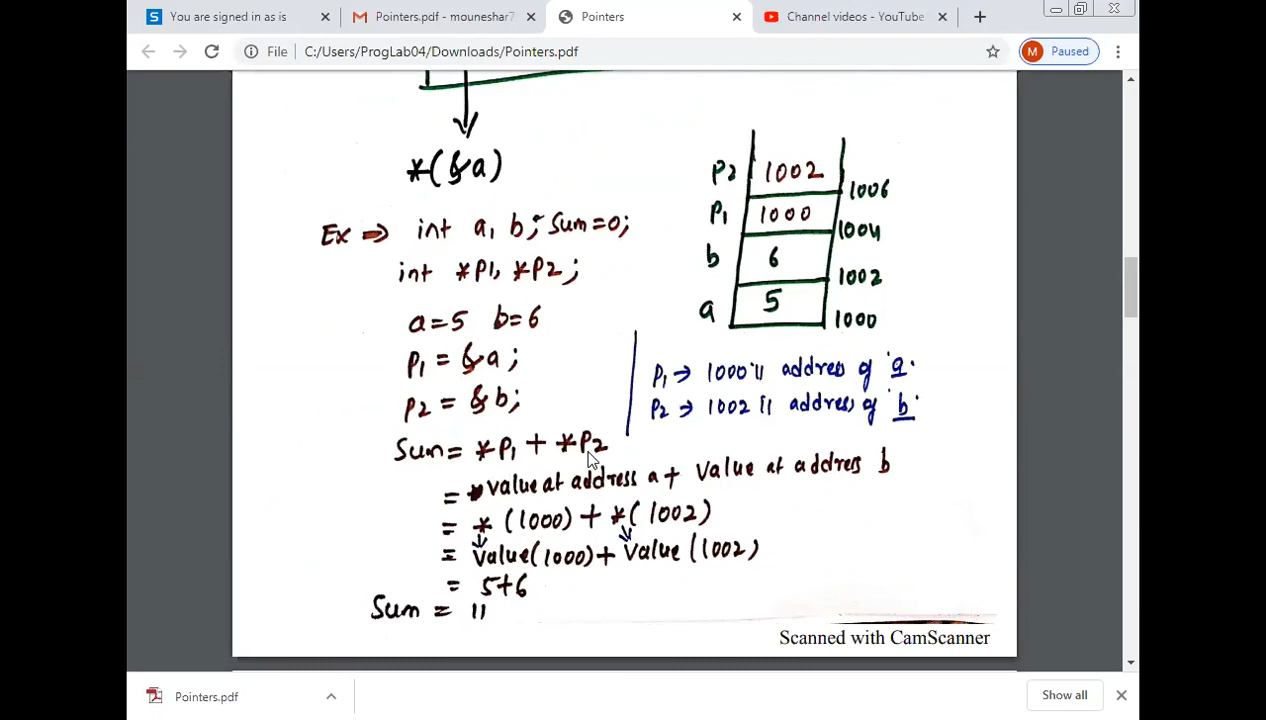 You are signed in as is
Pointers.pdf - mouneshar7
Pointers
Channel videos - YouTube
File
C:/Users/ProgLab04/Downloads/Pointers.pdf
M Paused
*(&a)
P2 1002
1006
P1 1000
1004
b 6
1002
a 5
1000
Ex ⇒ int a, b; Sum=0;
int *P1, *P2;
a=5 b=6
P1 = &a;
P2 = &b;
P1 → 1000 11 address of 'a'
P2 → 1002 11 address of 'b'
Sum = *P1 + *P2
= value at address a + Value at address b
= * (1000) + *(1002)
= Value(1000)+ Value (1002)
= 5+6
Sum = 11
Scanned with CamScanner
Pointers.pdf
Show all